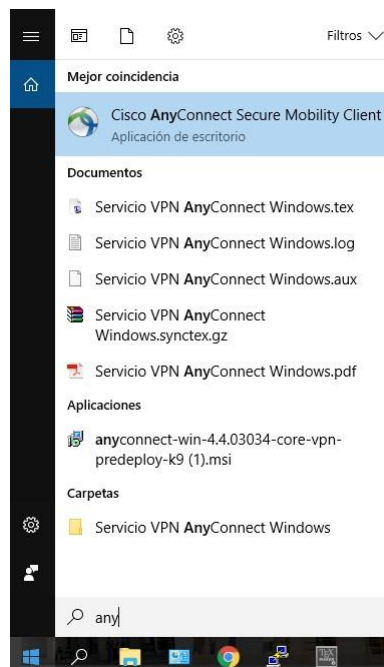 Filtros
Mejor coincidencia
Cisco AnyConnect Secure Mobility Client
Aplicación de escritorio
Documentos
Servicio VPN AnyConnect Windows.tex
Servicio VPN AnyConnect Windows.log
Servicio VPN AnyConnect Windows.aux
Servicio VPN AnyConnect
Windows.synctex.gz
Servicio VPN AnyConnect Windows.pdf
Aplicaciones
anyconnect-win-4.4.03034-core-vpn-
predeploy-k9 (1).msi
Carpetas
Servicio VPN AnyConnect Windows
any